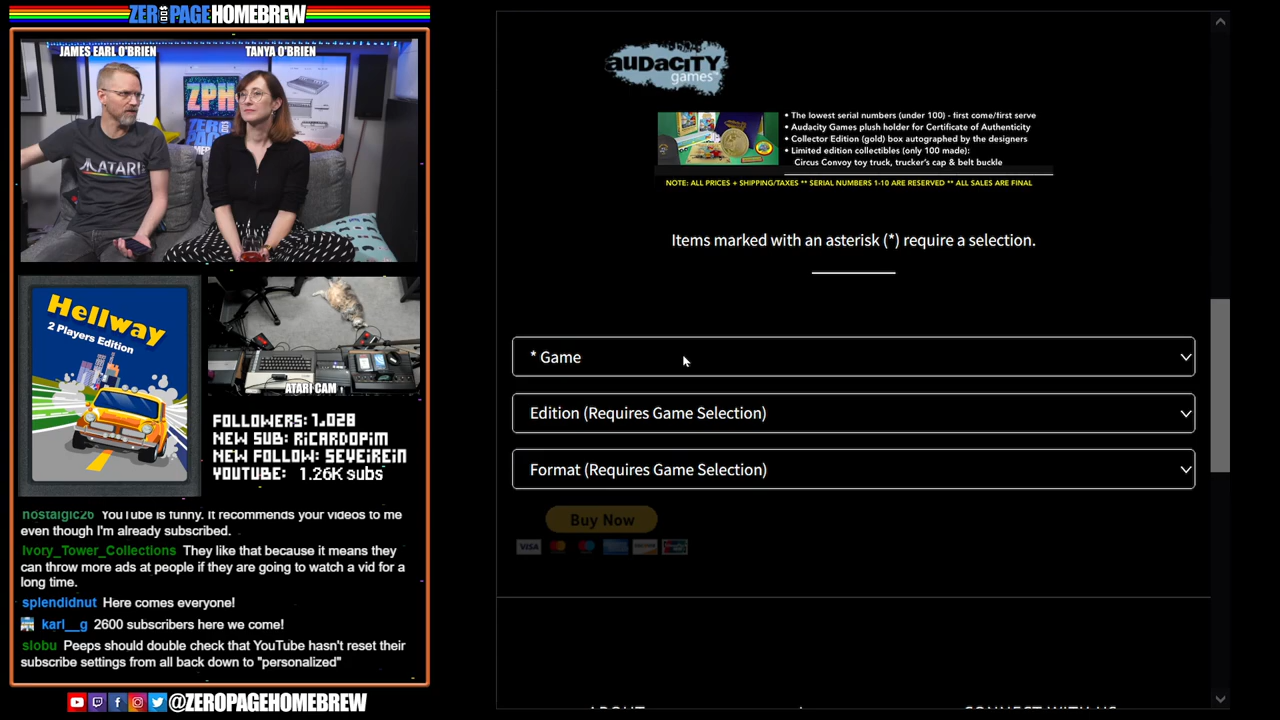 ZEROPAGEHOMEBREW
JAMES EARL O'BRIEN
TANYA O'BRIEN
ZPH
ATARI
Hellway
2 Players Edition
ATARI CAM
FOLLOWERS: 1,028
NEW SUB: RICARDOPIM
NEW FOLLOW: SEVEIREIN
YOUTUBE: 1.26K subs
nostalgic26 YouTube is funny. It recommends your videos to me
even though I'm already subscribed.
Ivory_Tower_Collections They like that because it means they
can throw more ads at people if they are going to watch a vid for a
long time.
splendidnut Here comes everyone!
karl__g 2600 subscribers here we come!
slobu Peeps should double check that YouTube hasn't reset their
subscribe settings from all back down to "personalized"
@ZEROPAGEHOMEBREW
auDaCITY
games™
• The lowest serial numbers (under 100) - first come/first serve
• Audacity Games plush holder for Certificate of Authenticity
• Collector Edition (gold) box autographed by the designers
• Limited edition collectibles (only 100 made):
Circus Convoy toy truck, trucker's cap & belt buckle
NOTE: ALL PRICES + SHIPPING/TAXES ** SERIAL NUMBERS 1-10 ARE RESERVED ** ALL SALES ARE FINAL
Items marked with an asterisk (*) require a selection.
* Game
Edition (Requires Game Selection)
Format (Requires Game Selection)
Buy Now
VISA